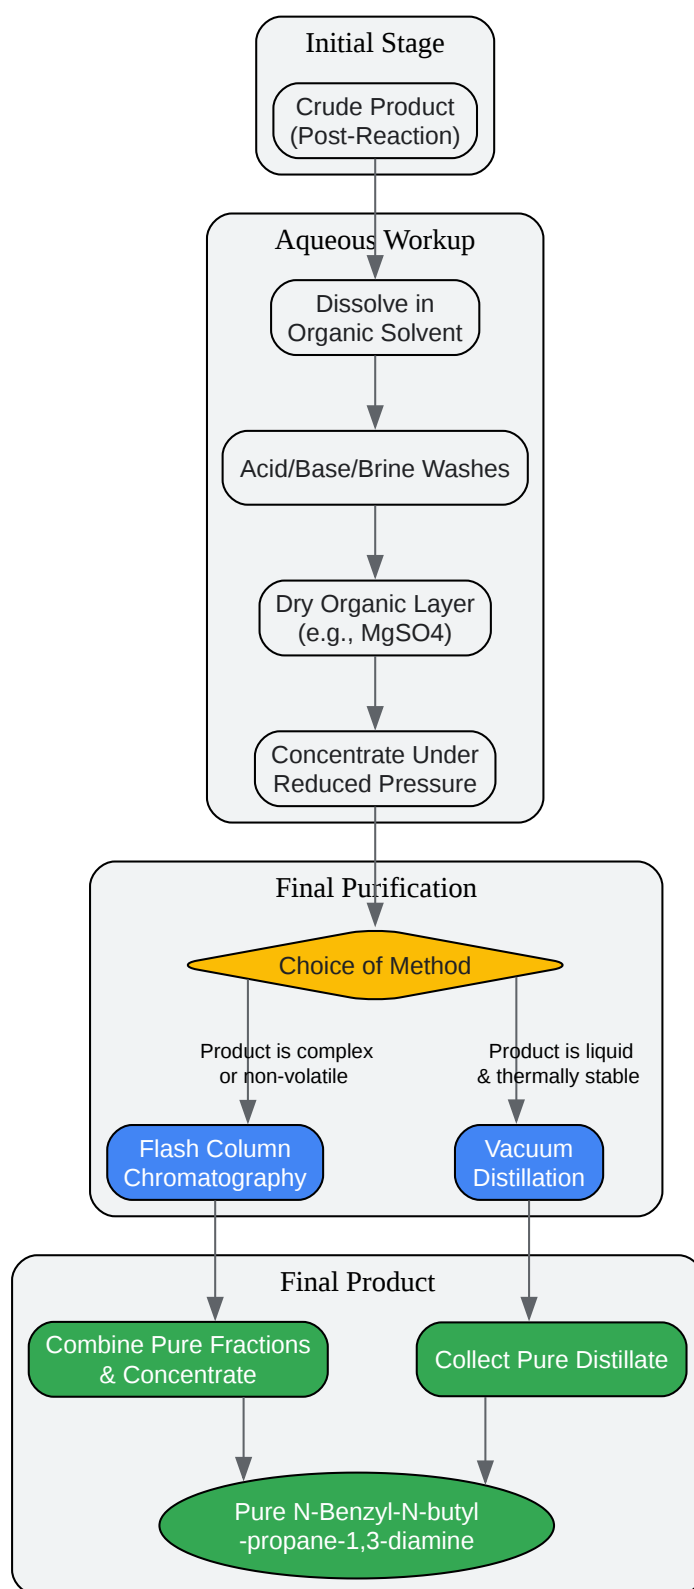 Initial Stage
Crude Product
(Post-Reaction)
Aqueous Workup
Dissolve in
Organic Solvent
Acid/Base/Brine Washes
Dry Organic Layer
(e.g., MgSO4)
Concentrate Under
Reduced Pressure
Final Purification
Choice of Method
Product is complex
or non-volatile
Product is liquid
& thermally stable
Flash Column
Chromatography
Vacuum
Distillation
Final Product
Combine Pure Fractions
& Concentrate
Collect Pure Distillate
Pure N-Benzyl-N-butyl
-propane-1,3-diamine